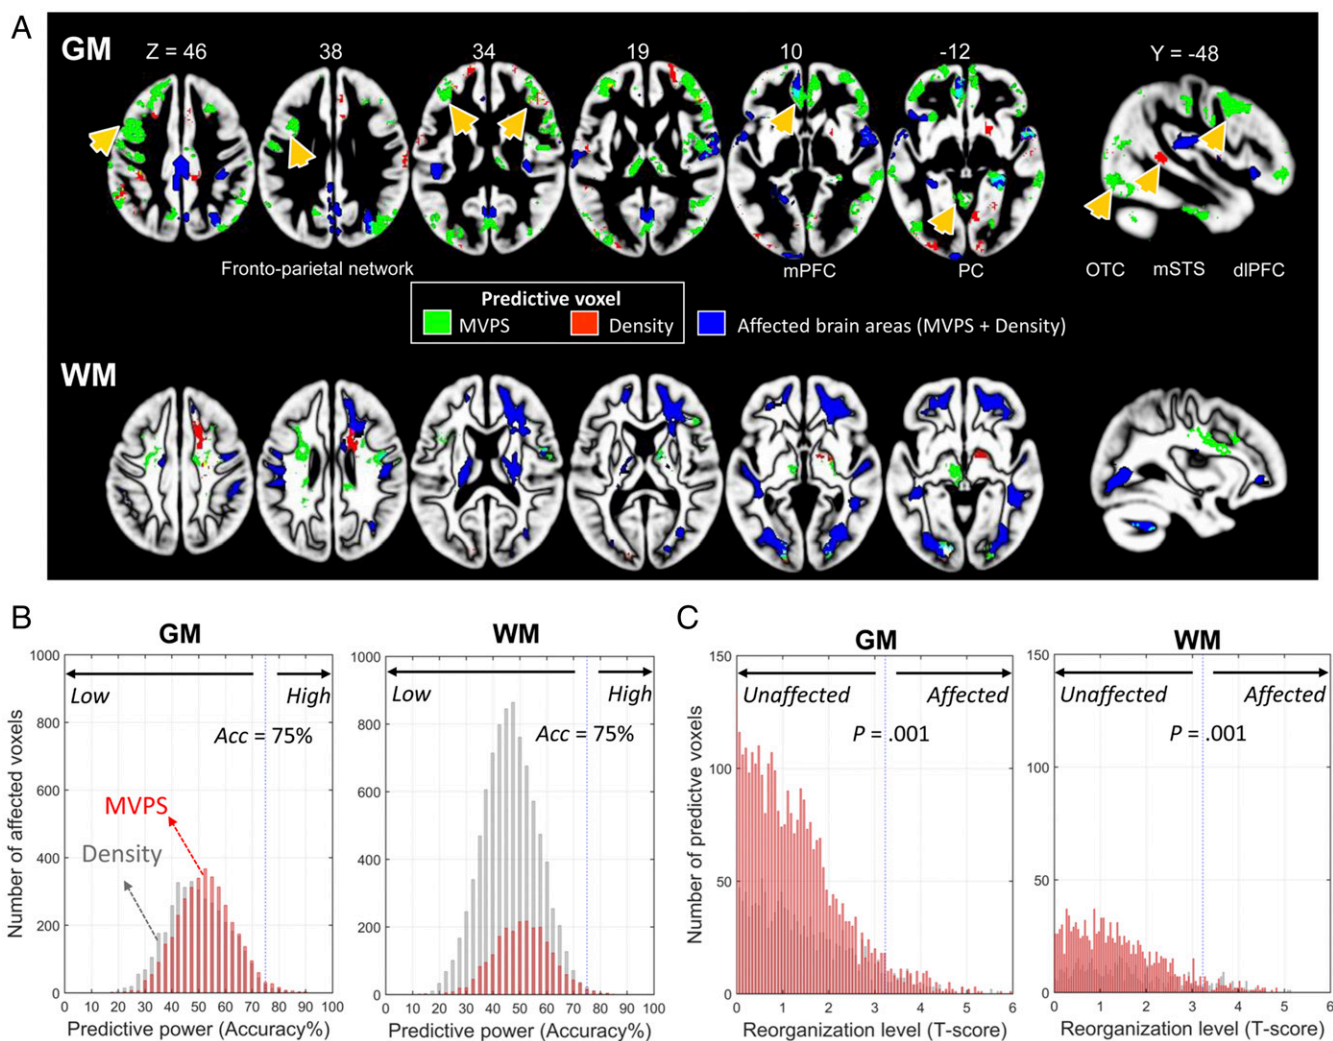 A
GM
Z = 46 38 34 19 10 -12 Y = -48
Fronto-parietal network mPFC PC OTC mSTS dlPFC
Predictive voxel
MVPS Density Affected brain areas (MVPS + Density)
WM
B
GM
1000
800
600
400
200
0
Number of affected voxels
Low High
Acc = 75%
MVPS
Density
0 10 20 30 40 50 60 70 80 90 100
Predictive power (Accuracy%)
WM
1000
800
600
400
200
0
Low High
Acc = 75%
0 10 20 30 40 50 60 70 80 90 100
Predictive power (Accuracy%)
C
GM
150
100
50
0
Number of predictve voxels
Unaffected Affected
P = .001
0 1 2 3 4 5 6
Reorganization level (T-score)
WM
150
100
50
0
Unaffected Affected
P = .001
0 1 2 3 4 5 6
Reorganization level (T-score)